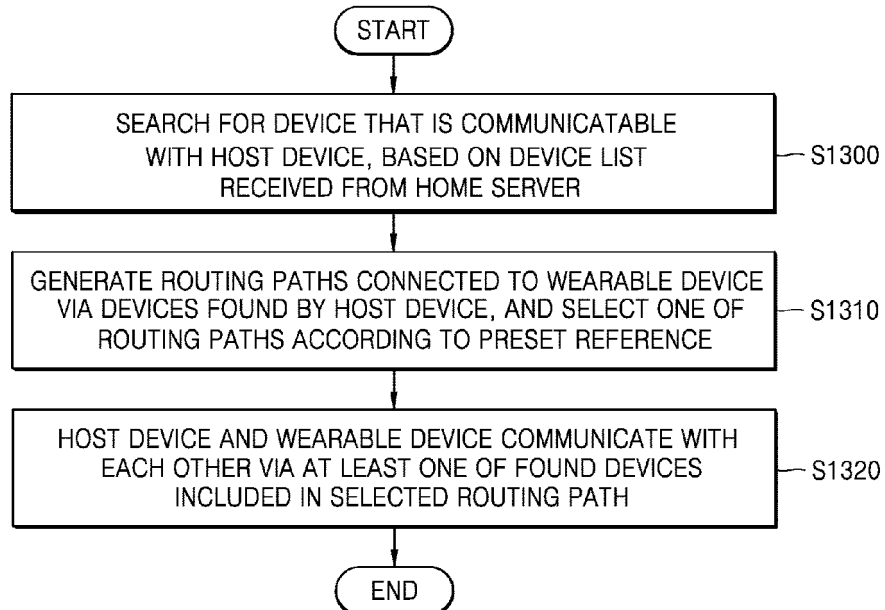 START
SEARCH FOR DEVICE THAT IS COMMUNICATABLE
WITH HOST DEVICE, BASED ON DEVICE LIST
RECEIVED FROM HOME SERVER
S1300
GENERATE ROUTING PATHS CONNECTED TO WEARABLE DEVICE
VIA DEVICES FOUND BY HOST DEVICE, AND SELECT ONE OF
ROUTING PATHS ACCORDING TO PRESET REFERENCE
S1310
HOST DEVICE AND WEARABLE DEVICE COMMUNICATE WITH
EACH OTHER VIA AT LEAST ONE OF FOUND DEVICES
INCLUDED IN SELECTED ROUTING PATH
S1320
END